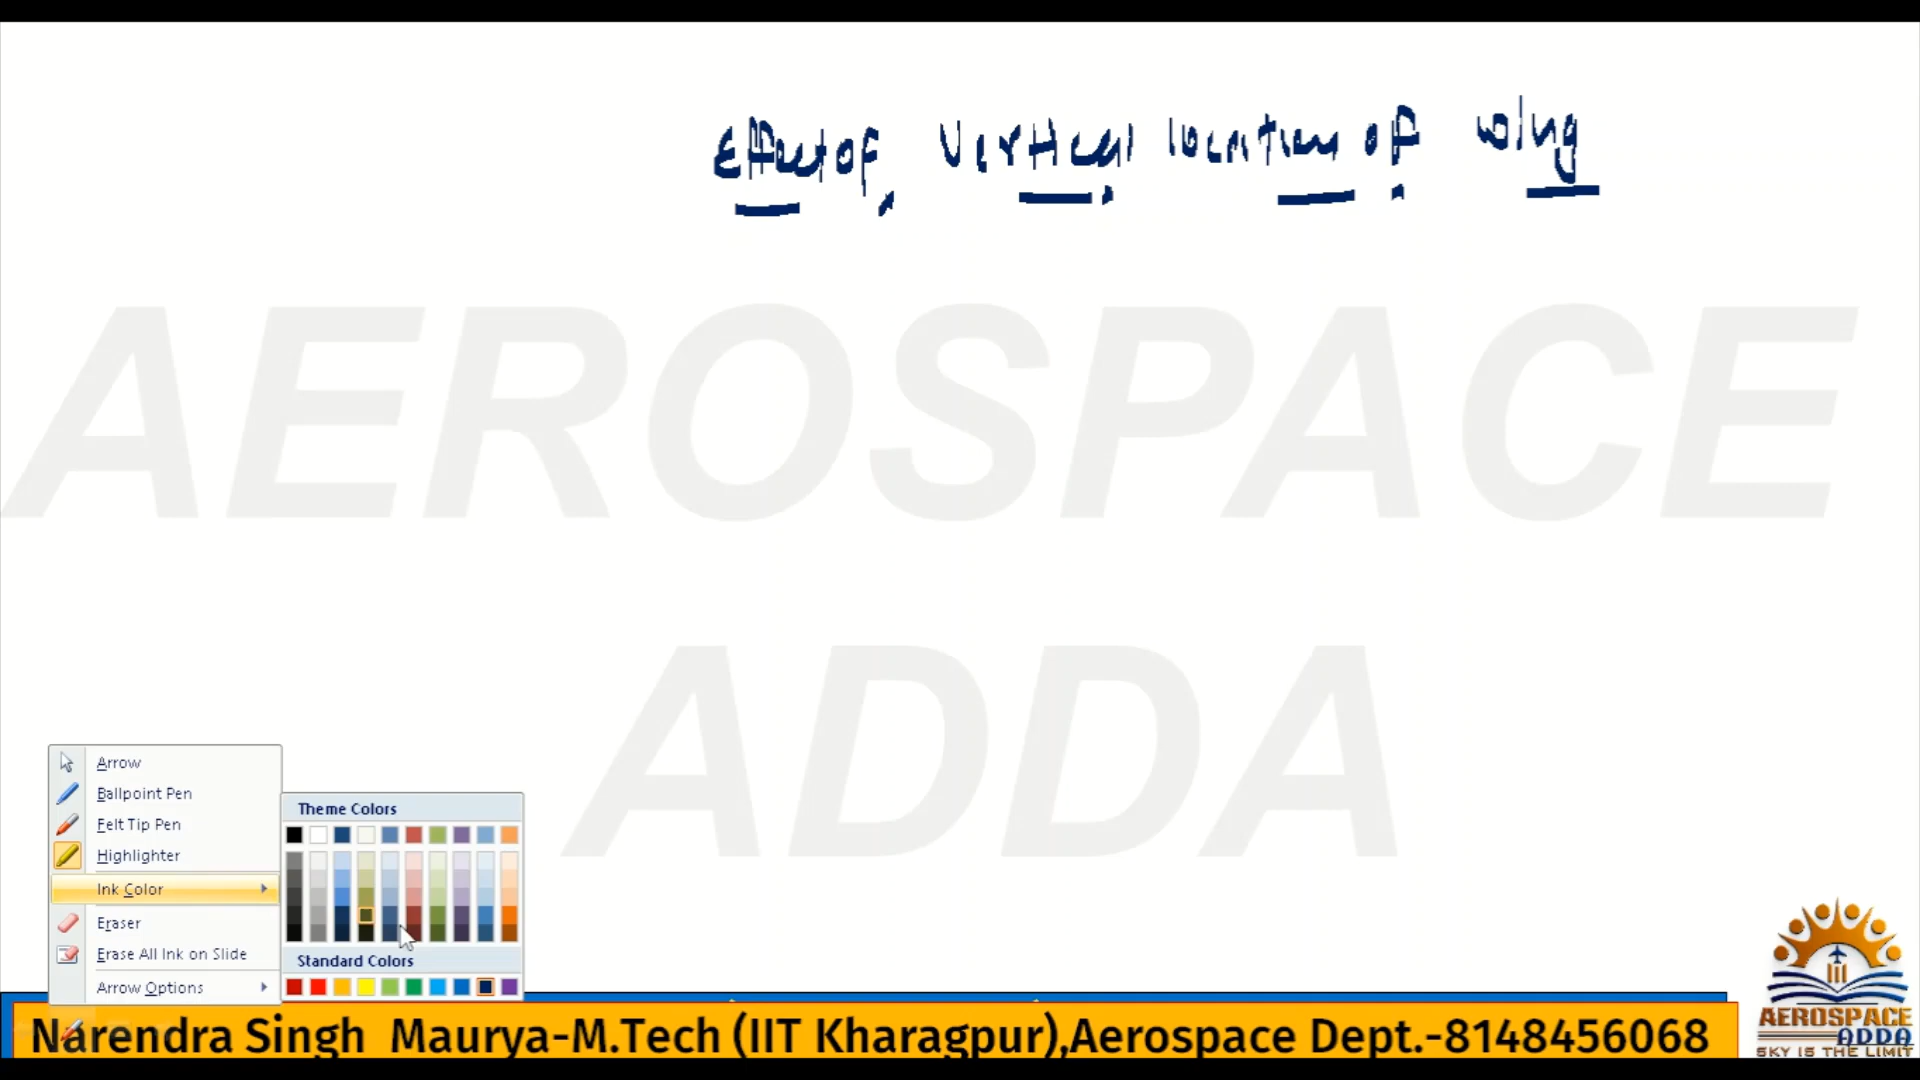 Effect of Vertical location of wing
AEROSPACE
ADDA
Arrow
Ballpoint Pen
Felt Tip Pen
Highlighter
Ink Color
Eraser
Erase All Ink on Slide
Arrow Options
Theme Colors
Standard Colors
Narendra Singh Maurya-M.Tech (IIT Kharagpur),Aerospace Dept.-8148456068
AEROSPACE
ADDA
SKY IS THE LIMIT